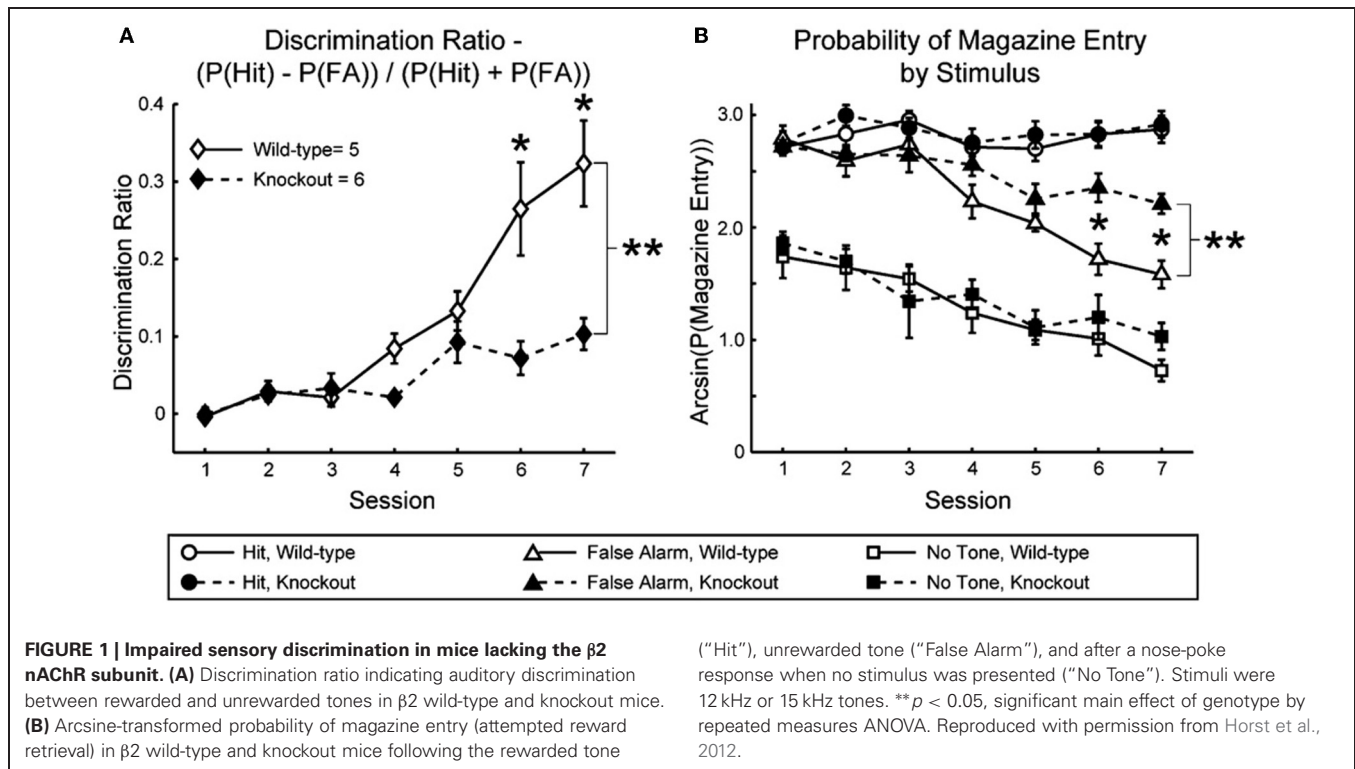 A
Discrimination Ratio -
(P(Hit) - P(FA)) / (P(Hit) + P(FA))
0.4
0.3
0.2
0.1
0
Discrimination Ratio
Wild-type= 5
Knockout = 6
*
*
**
1 2 3 4 5 6 7
Session
B
Probability of Magazine Entry
by Stimulus
3.0
2.0
1.0
0
Arcsin(P(Magazine Entry))
*
*
**
1 2 3 4 5 6 7
Session
Hit, Wild-type
False Alarm, Wild-type
No Tone, Wild-type
Hit, Knockout
False Alarm, Knockout
No Tone, Knockout
FIGURE 1 | Impaired sensory discrimination in mice lacking the β2
nAChR subunit. (A) Discrimination ratio indicating auditory discrimination
between rewarded and unrewarded tones in β2 wild-type and knockout mice.
(B) Arcsine-transformed probability of magazine entry (attempted reward
retrieval) in β2 wild-type and knockout mice following the rewarded tone
("Hit"), unrewarded tone ("False Alarm"), and after a nose-poke
response when no stimulus was presented ("No Tone"). Stimuli were
12 kHz or 15 kHz tones. **p < 0.05, significant main effect of genotype by
repeated measures ANOVA. Reproduced with permission from Horst et al.,
2012.